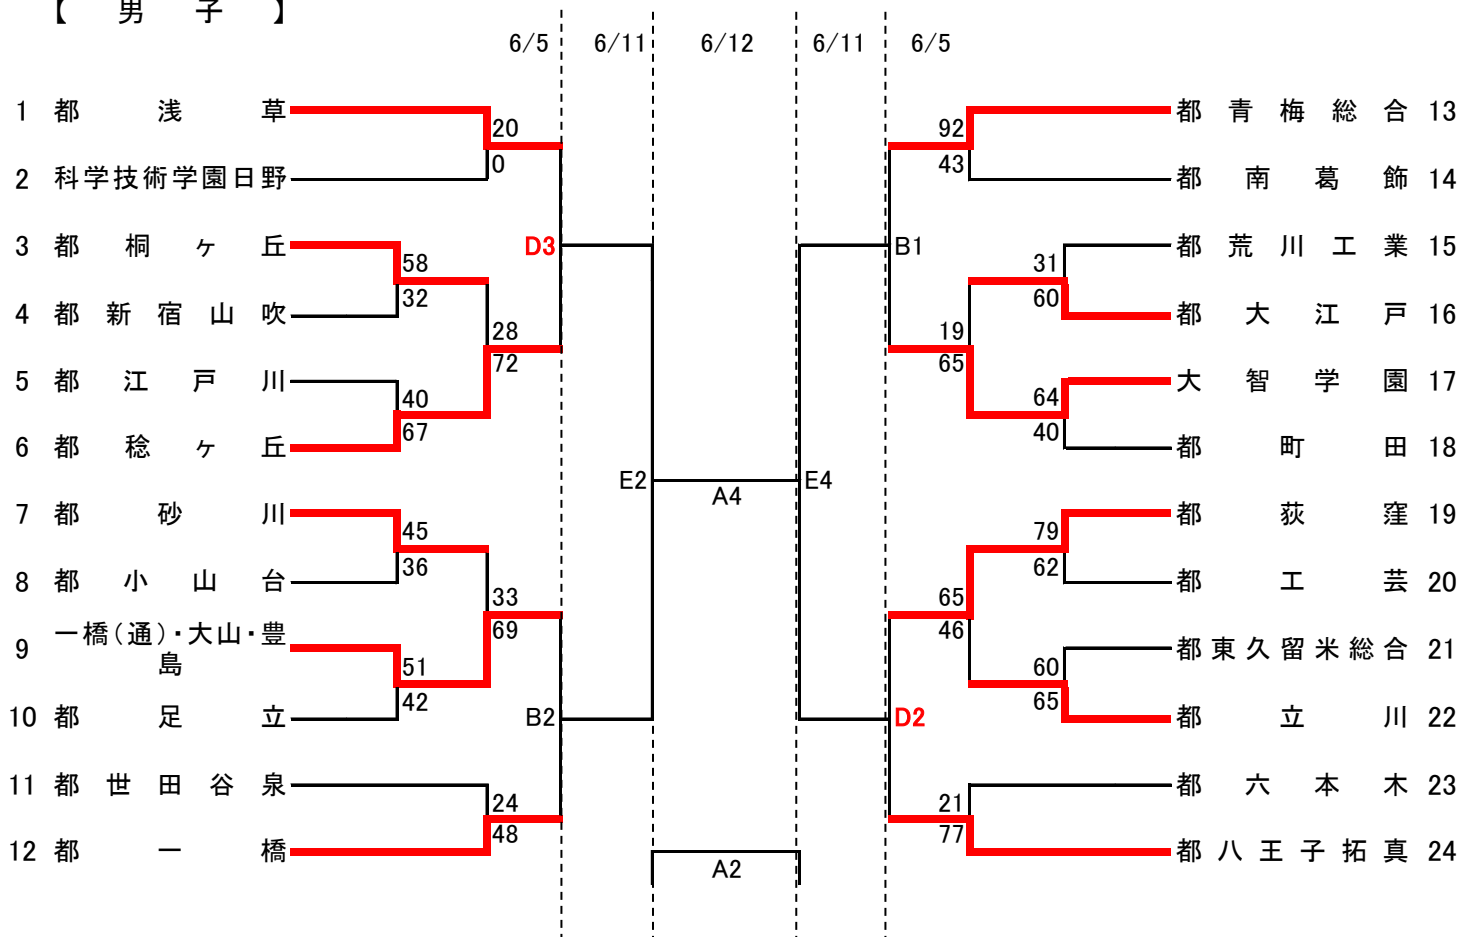 【 男 子 】
6/5 6/11 6/12 6/11 6/5
1 都 浅 草 20 92 都 青 梅 総 合 13
2 科学技術学園日野 0 43 都 南 葛 飾 14
3 都 桐 ヶ 丘 58 D3 B1 31 都 荒 川 工 業 15
4 都 新 宿 山 吹 32 60 都 大 江 戸 16
28 19
72 65
5 都 江 戸 川 40 64 大 智 学 園 17
6 都 稔 ヶ 丘 67 40 都 町 田 18
E2 A4 E4
7 都 砂 川 45 79 都 荻 窪 19
8 都 小 山 台 36 62 都 工 芸 20
33 65
69 46
9 一橋(通)・大山・豊島 51 60 都 東 久 留 米 総 合 21
10 都 足 立 42 B2 D2 65 都 立 川 22
11 都 世 田 谷 泉 24 21 都 六 本 木 23
12 都 一 橋 48 77 都 八 王 子 拓 真 24
A2